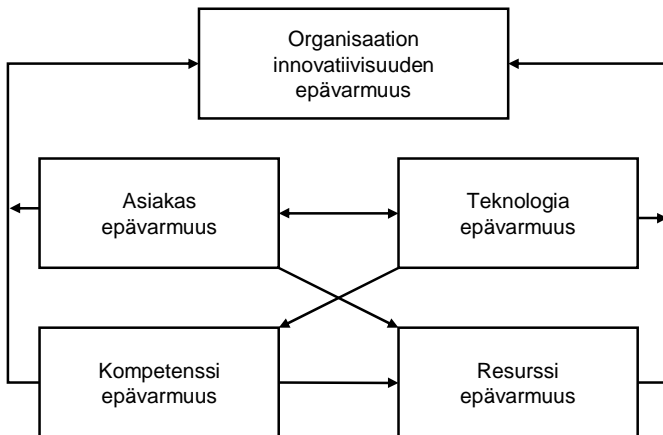 Organisaation
innovatiivisuuden
epävarmuus
Asiakas
epävarmuus
Teknologia
epävarmuus
Kompetenssi
epävarmuus
Resurssi
epävarmuus